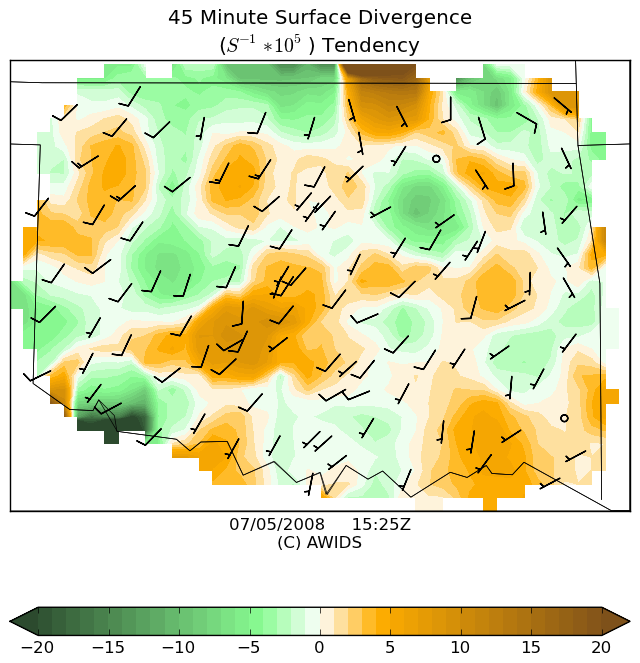 45 Minute Surface Divergence
(S⁻¹ * 10⁵ ) Tendency
07/05/2008 15:25Z
(C) AWIDS
−20 −15 −10 −5 0 5 10 15 20